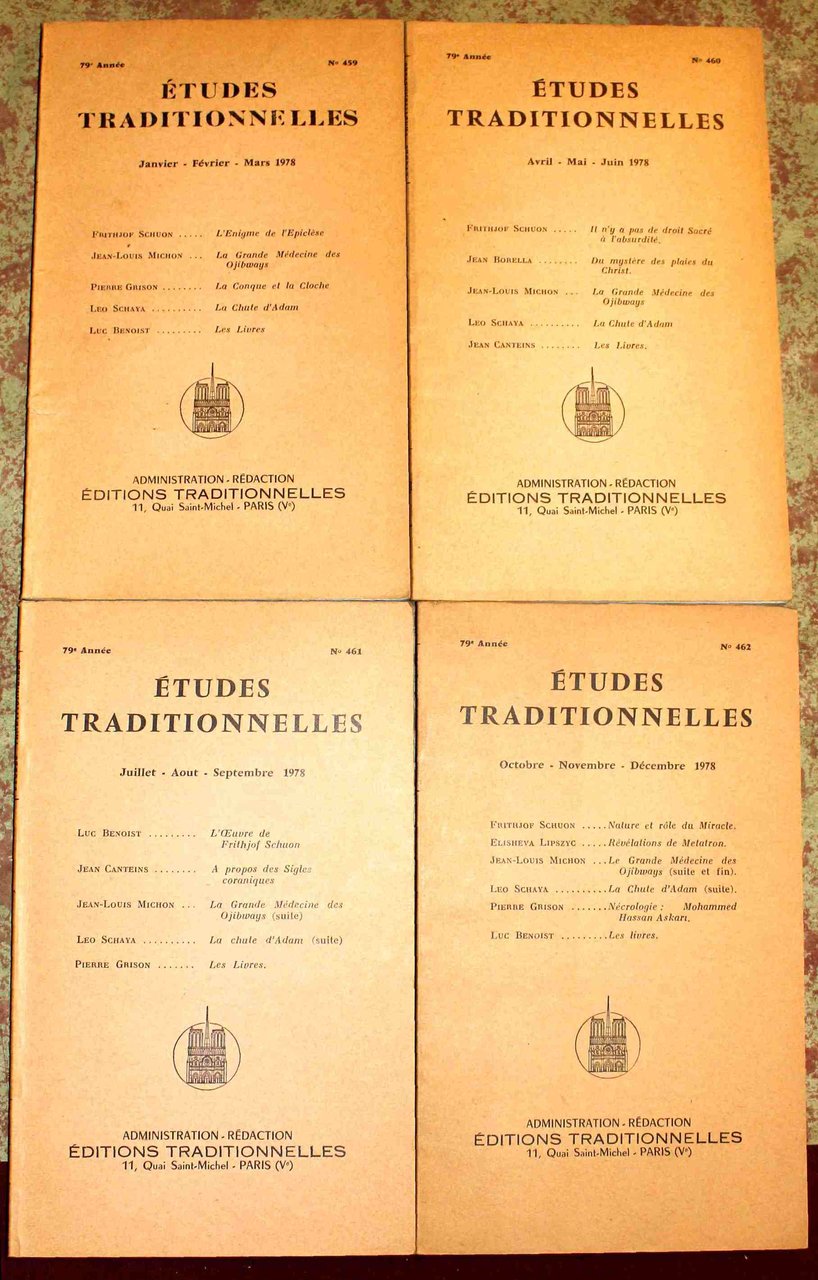 79e Année No 459
ÉTUDES
TRADITIONNELLES
Janvier - Février - Mars 1978
FRITHJOF SCHUON ..... L'Enigme de l'Epiclèse
JEAN-LOUIS MICHON ... La Grande Médecine des
Ojibways
PIERRE GRISON ........ La Conque et la Cloche
LEO SCHAYA .......... La Chute d'Adam
LUC BENOIST ......... Les Livres
ADMINISTRATION - RÉDACTION
ÉDITIONS TRADITIONNELLES
11, Quai Saint-Michel - PARIS (Ve)
79e Année No 460
ÉTUDES
TRADITIONNELLES
Avril - Mai - Juin 1978
FRITHJOF SCHUON ..... Il n'y a pas de droit Sacré
à l'absurdité.
JEAN BORELLA ........ Du mystère des plaies du
Christ.
JEAN-LOUIS MICHON ... La Grande Médecine des
Ojibways
LEO SCHAYA .......... La Chute d'Adam
JEAN CANTEINS ........ Les Livres.
ADMINISTRATION - RÉDACTION
ÉDITIONS TRADITIONNELLES
11, Quai Saint-Michel - PARIS (Ve)
79e Année No 461
ÉTUDES
TRADITIONNELLES
Juillet - Aout - Septembre 1978
LUC BENOIST ......... L'Œuvre de
Frithjof Schuon
JEAN CANTEINS ........ A propos des Sigles
coraniques
JEAN-LOUIS MICHON ... La Grande Médecine des
Ojibways (suite)
LEO SCHAYA .......... La chute d'Adam (suite)
PIERRE GRISON ....... Les Livres.
ADMINISTRATION - RÉDACTION
ÉDITIONS TRADITIONNELLES
11, Quai Saint-Michel - PARIS (Ve)
79e Année No 462
ÉTUDES
TRADITIONNELLES
Octobre - Novembre - Décembre 1978
FRITHJOF SCHUON .....Nature et rôle du Miracle.
ELISHEVA LIPSZYC .....Révélations de Metatron.
JEAN-LOUIS MICHON ...Le Grande Médecine des
Ojibways (suite et fin).
LEO SCHAYA ..........La Chute d'Adam (suite).
PIERRE GRISON .......Nécrologie : Mohammed
Hassan Askari.
LUC BENOIST .........Les livres.
ADMINISTRATION - RÉDACTION
ÉDITIONS TRADITIONNELLES
11, Quai Saint-Michel - PARIS (Ve)